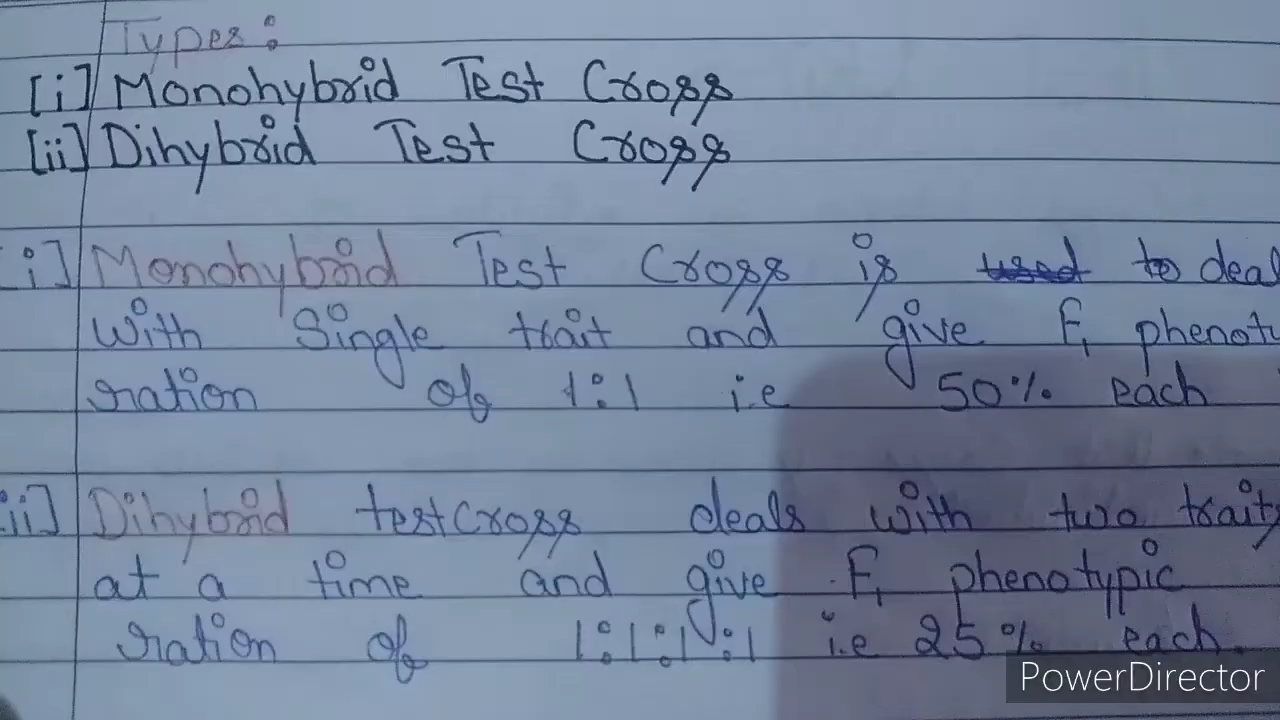 Types:
[i] Monohybrid Test Cross
[ii] Dihybrid Test Cross
i] Monohybrid Test Cross is used to deal
with Single trait and give F₁ phenoty
ration of 1:1 i.e 50% each
ii] Dihybrid testcross deals with two traits
at a time and give F₁ phenotypic
ration of 1:1:1:1 i.e 25% each.
PowerDirector